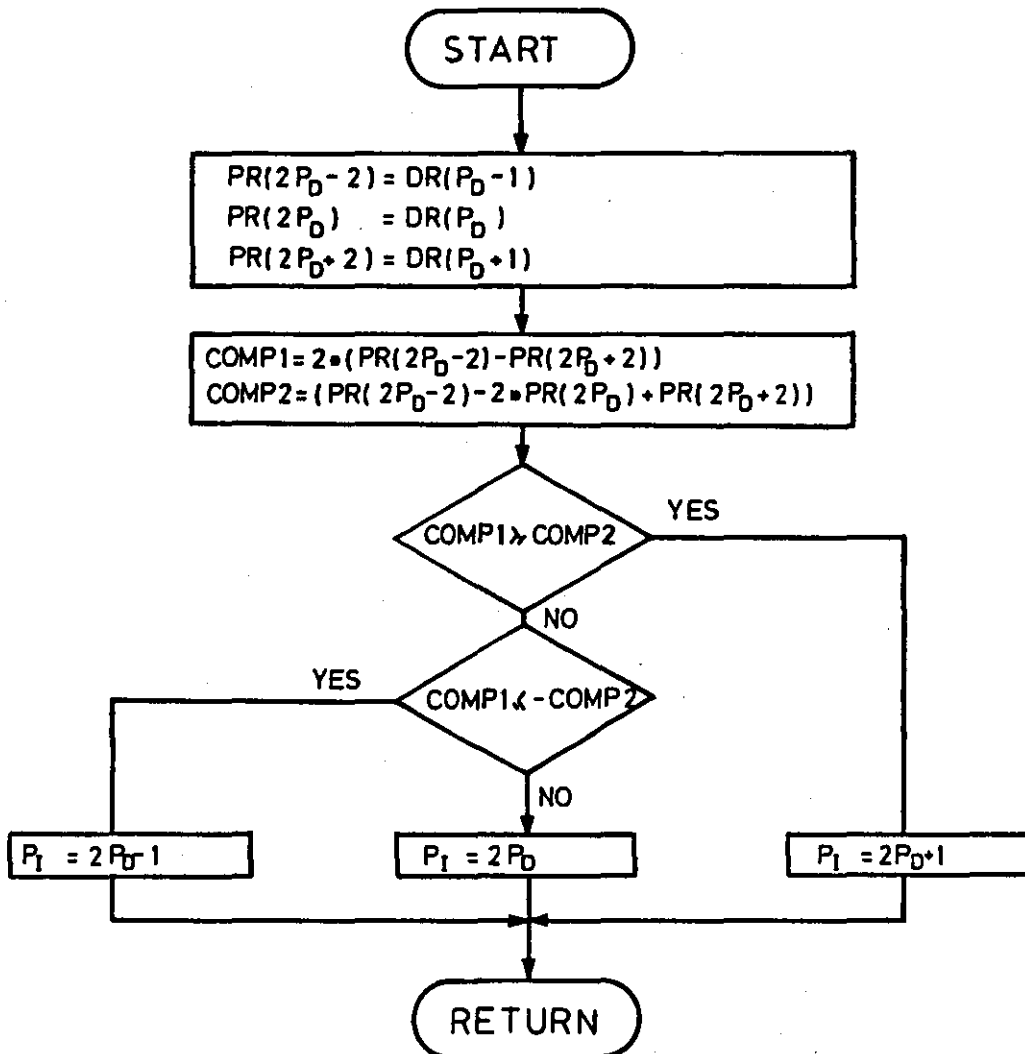 START
PR(2P_D-2) = DR(P_D-1)
PR(2P_D) = DR(P_D)
PR(2P_D+2) = DR(P_D+1)
COMP1=2*(PR(2P_D-2)-PR(2P_D+2))
COMP2=(PR(2P_D-2)-2*PR(2P_D)+PR(2P_D+2))
COMP1≥COMP2
YES
NO
COMP1≤-COMP2
YES
NO
P_I = 2P_D-1
P_I = 2P_D
P_I = 2P_D+1
RETURN